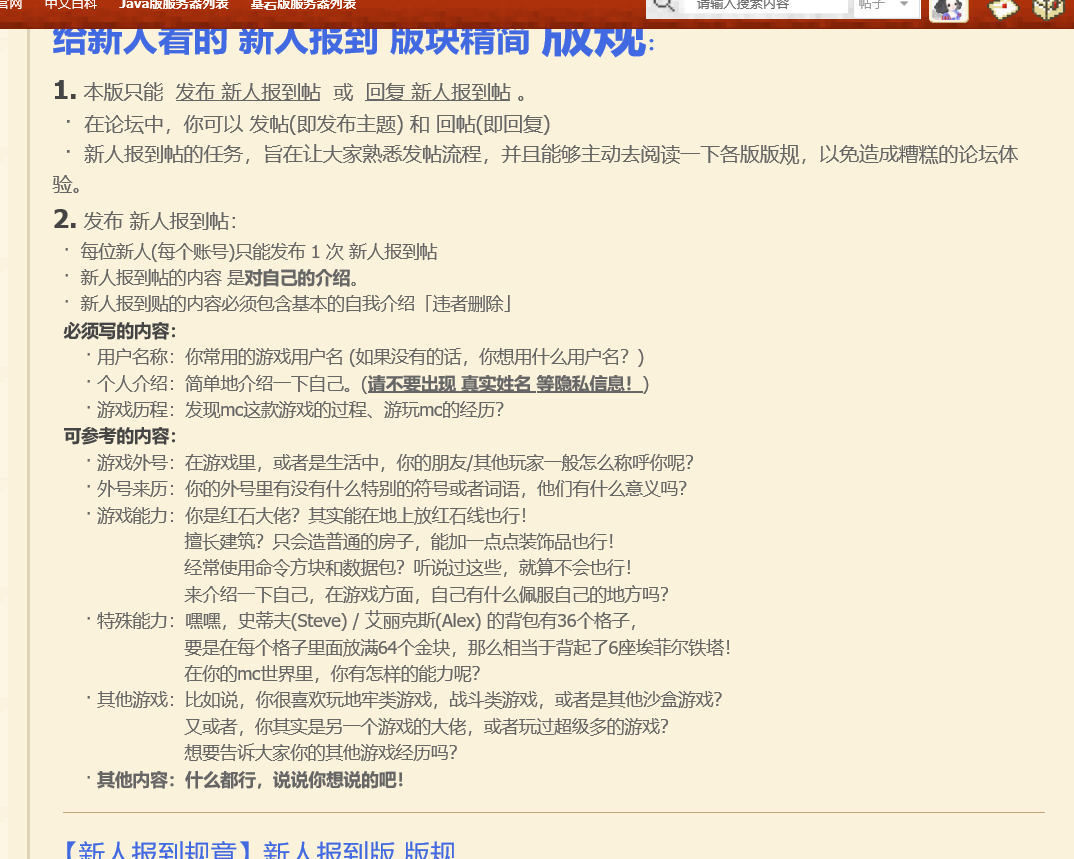 官网 中文百科 Java版服务器列表 基岩版服务器列表 请输入搜索内容 帖子
给新人看的 新人报到 版块精简 版规:
1. 本版只能 发布 新人报到帖 或 回复 新人报到帖 。
· 在论坛中，你可以 发帖(即发布主题) 和 回帖(即回复)
· 新人报到帖的任务，旨在让大家熟悉发帖流程，并且能够主动去阅读一下各版版规，以免造成糟糕的论坛体
验。
2. 发布 新人报到帖:
· 每位新人(每个账号)只能发布 1 次 新人报到帖
· 新人报到帖的内容 是对自己的介绍。
· 新人报到贴的内容必须包含基本的自我介绍「违者删除」
必须写的内容：
· 用户名称：你常用的游戏用户名 (如果没有的话，你想用什么用户名？)
· 个人介绍：简单地介绍一下自己。(请不要出现 真实姓名 等隐私信息！)
· 游戏历程：发现mc这款游戏的过程、游玩mc的经历？
可参考的内容：
· 游戏外号：在游戏里，或者是生活中，你的朋友/其他玩家一般怎么称呼你呢？
· 外号来历：你的外号里有没有什么特别的符号或者词语，他们有什么意义吗？
· 游戏能力：你是红石大佬？其实能在地上放红石线也行！
擅长建筑？只会造普通的房子，能加一点点装饰品也行！
经常使用命令方块和数据包？听说过这些，就算不会也行！
来介绍一下自己，在游戏方面，自己有什么佩服自己的地方吗？
· 特殊能力：嘿嘿，史蒂夫(Steve) / 艾丽克斯(Alex) 的背包有36个格子，
要是在每个格子里面放满64个金块，那么相当于背起了6座埃菲尔铁塔！
在你的mc世界里，你有怎样的能力呢？
· 其他游戏：比如说，你很喜欢玩地牢类游戏，战斗类游戏，或者是其他沙盒游戏？
又或者，你其实是另一个游戏的大佬，或者玩过超级多的游戏？
想要告诉大家你的其他游戏经历吗？
· 其他内容：什么都行，说说你想说的吧！
【新人报到规章】新人报到版 版规